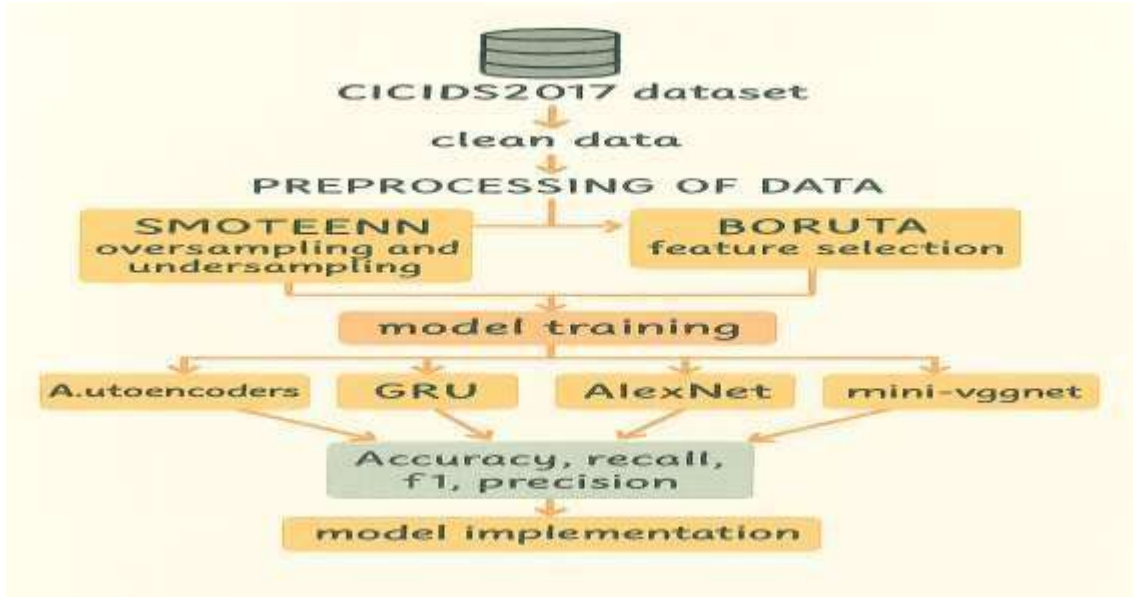 CICIDS2017 dataset
clean data
PREPROCESSING OF DATA
SMOTEENN
oversampling and
undersampling
BORUTA
feature selection
model training
A.utoencoders
GRU
AlexNet
mini-vggnet
Accuracy, recall,
f1, precision
model implementation